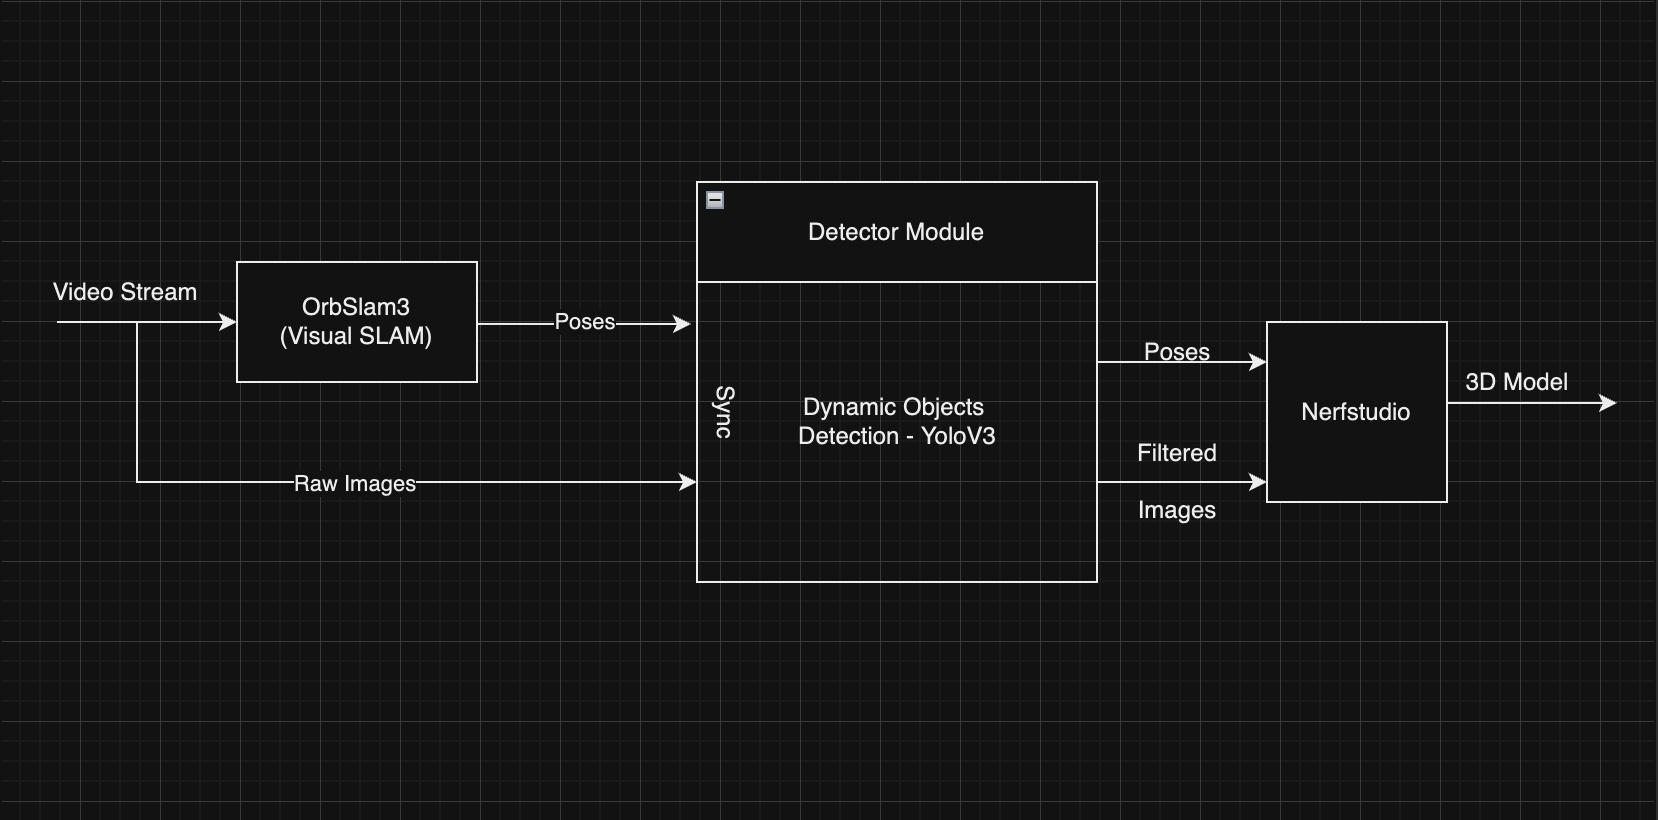 Video Stream
OrbSlam3
(Visual SLAM)
Poses
Raw Images
Detector Module
Sync
Dynamic Objects
Detection - YoloV3
Poses
Filtered
Images
Nerfstudio
3D Model